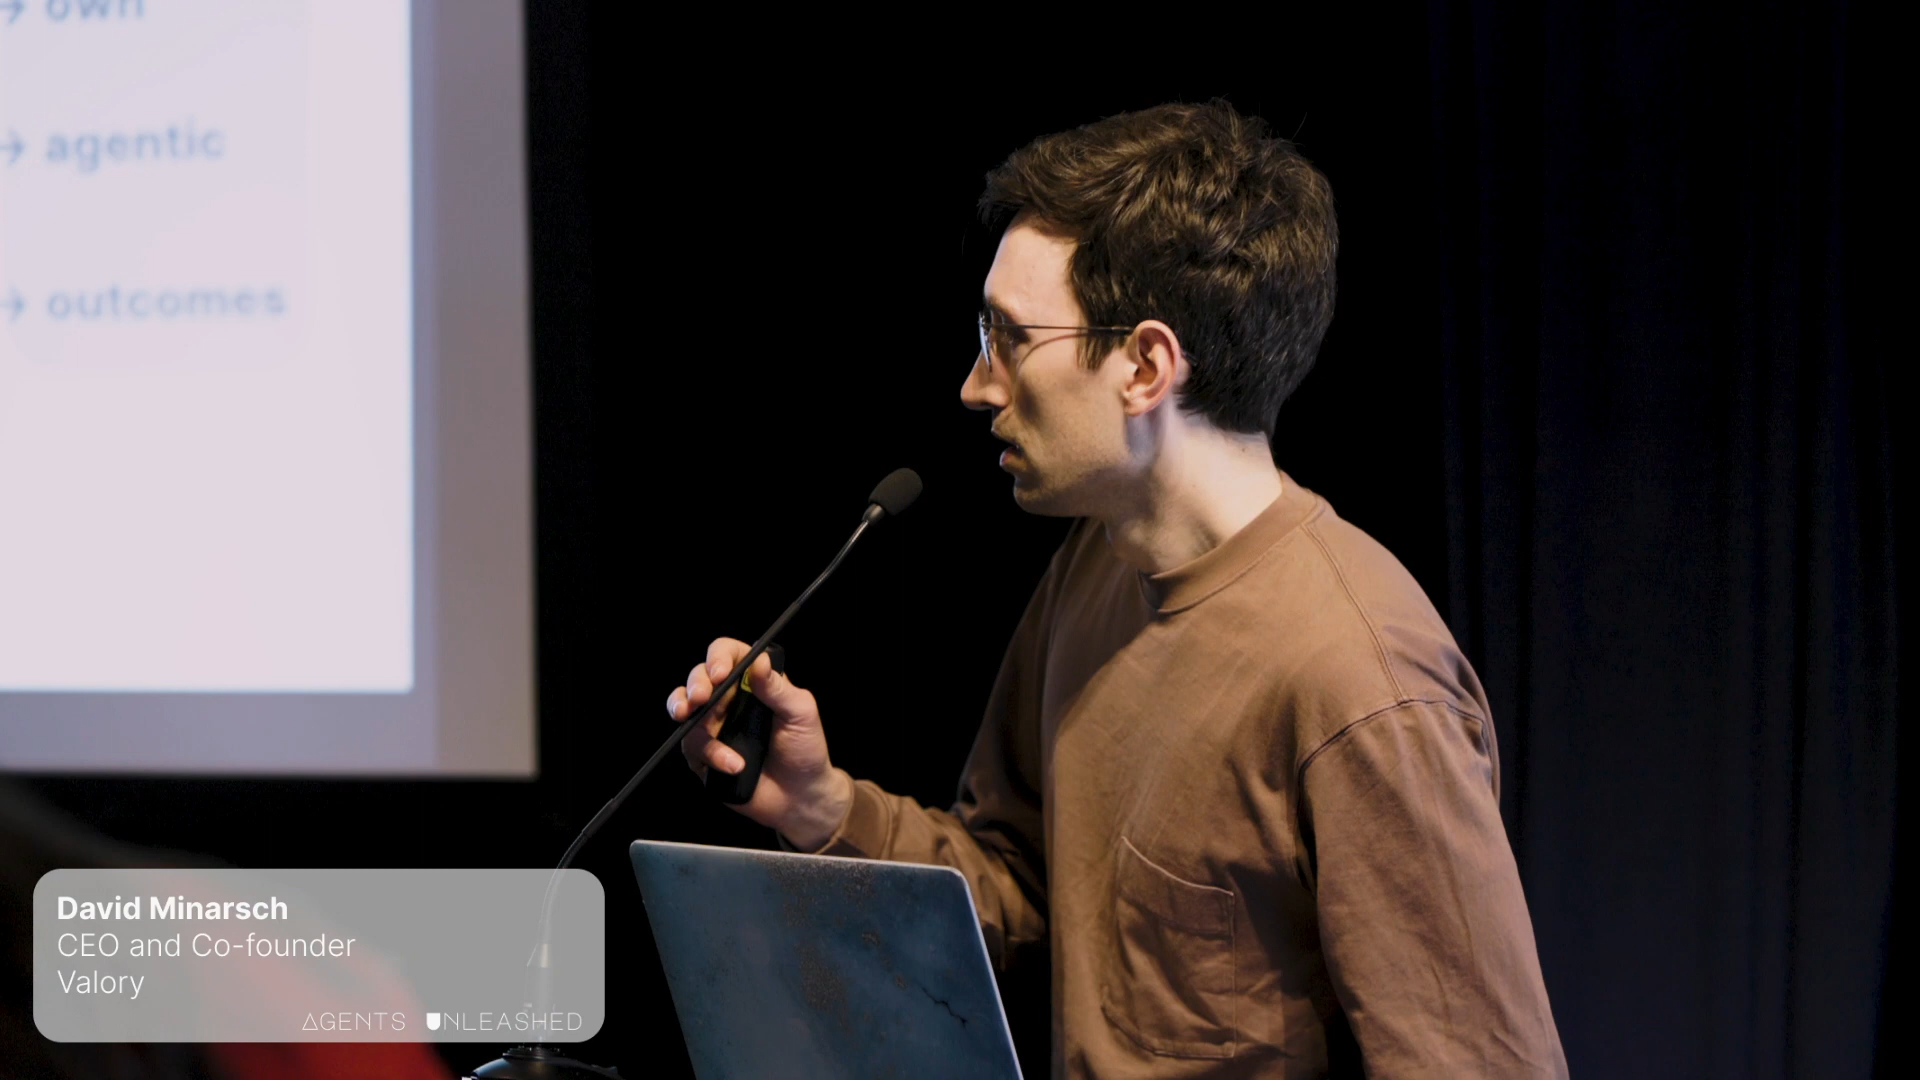 → own
→ agentic
→ outcomes
David Minarsch
CEO and Co-founder
Valory
AGENTS UNLEASHED